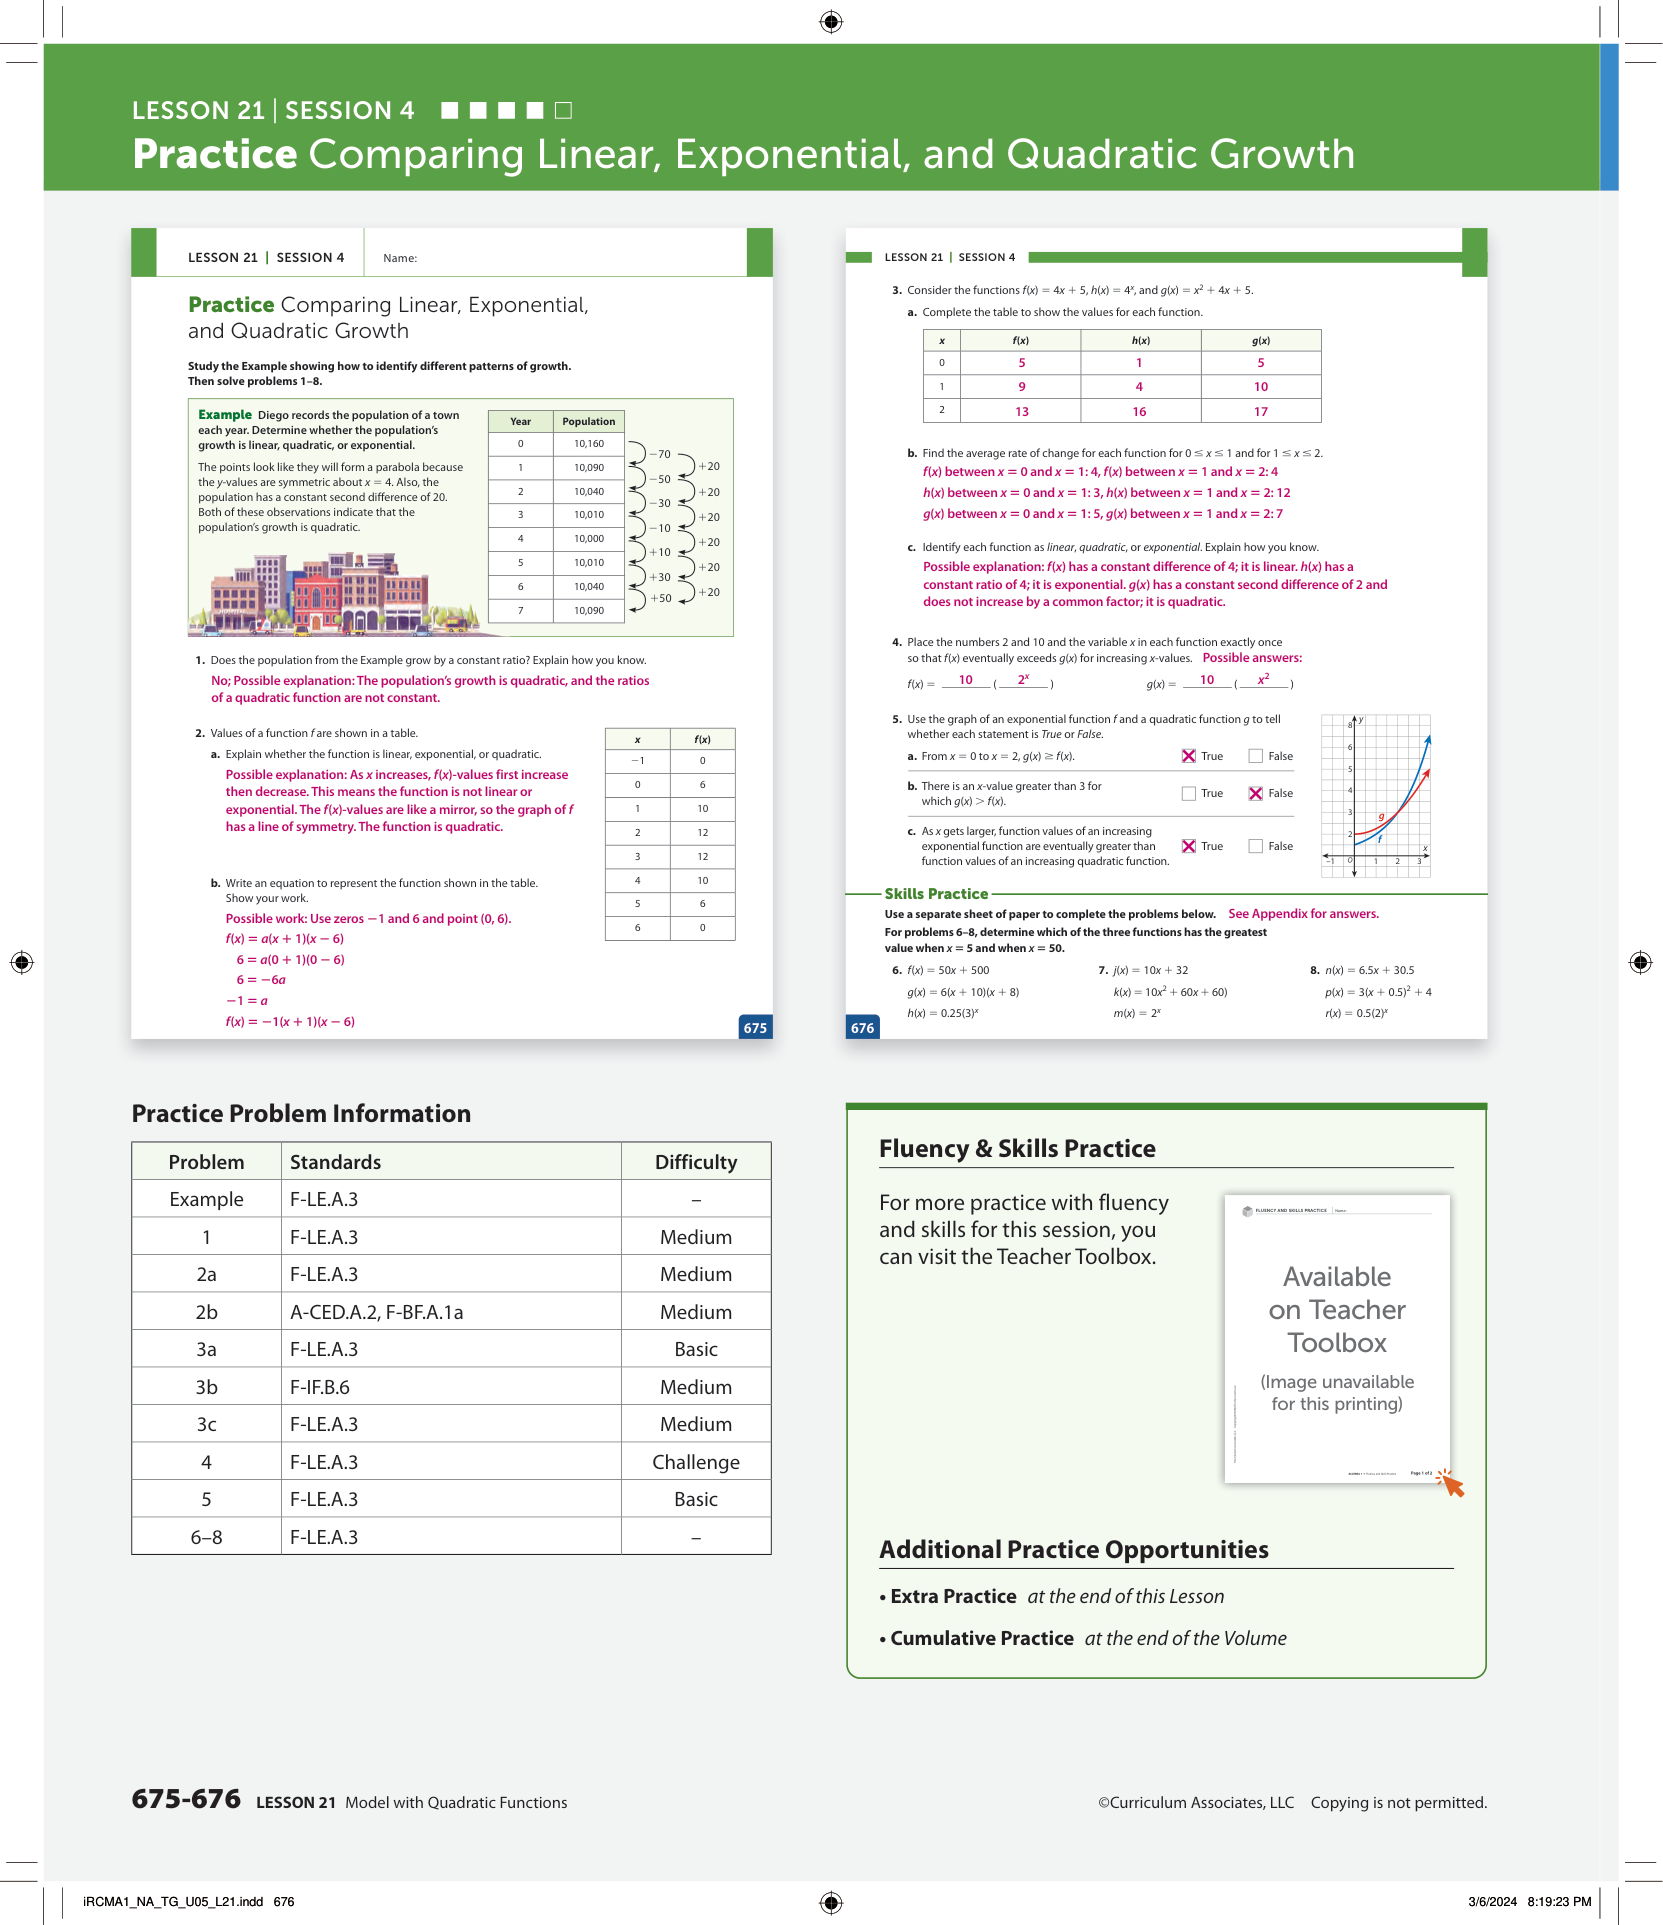 LESSON 21 | SESSION 4
Practice Comparing Linear, Exponential, and Quadratic Growth
LESSON 21 | SESSION 4 Name:
Practice Comparing Linear, Exponential,
and Quadratic Growth
Study the Example showing how to identify different patterns of growth.
Then solve problems 1–8.
Example Diego records the population of a town
each year. Determine whether the population's
growth is linear, quadratic, or exponential.
The points look like they will form a parabola because
the y-values are symmetric about x = 4. Also, the
population has a constant second difference of 20.
Both of these observations indicate that the
population's growth is quadratic.
Year Population
0 10,160
1 10,090
2 10,040
3 10,010
4 10,000
5 10,010
6 10,040
7 10,090
−70
−50
−30
−10
+10
+30
+50
+20
+20
+20
+20
+20
+20
1. Does the population from the Example grow by a constant ratio? Explain how you know.
No; Possible explanation: The population's growth is quadratic, and the ratios
of a quadratic function are not constant.
2. Values of a function f are shown in a table.
a. Explain whether the function is linear, exponential, or quadratic.
Possible explanation: As x increases, f(x)-values first increase
then decrease. This means the function is not linear or
exponential. The f(x)-values are like a mirror, so the graph of f
has a line of symmetry. The function is quadratic.
b. Write an equation to represent the function shown in the table.
Show your work.
Possible work: Use zeros −1 and 6 and point (0, 6).
f(x) = a(x + 1)(x − 6)
6 = a(0 + 1)(0 − 6)
6 = −6a
−1 = a
f(x) = −1(x + 1)(x − 6)
x f(x)
−1 0
0 6
1 10
2 12
3 12
4 10
5 6
6 0
675
LESSON 21 | SESSION 4
3. Consider the functions f(x) = 4x + 5, h(x) = 4ˣ, and g(x) = x² + 4x + 5.
a. Complete the table to show the values for each function.
x f(x) h(x) g(x)
0 5 1 5
1 9 4 10
2 13 16 17
b. Find the average rate of change for each function for 0 ≤ x ≤ 1 and for 1 ≤ x ≤ 2.
f(x) between x = 0 and x = 1: 4, f(x) between x = 1 and x = 2: 4
h(x) between x = 0 and x = 1: 3, h(x) between x = 1 and x = 2: 12
g(x) between x = 0 and x = 1: 5, g(x) between x = 1 and x = 2: 7
c. Identify each function as linear, quadratic, or exponential. Explain how you know.
Possible explanation: f(x) has a constant difference of 4; it is linear. h(x) has a
constant ratio of 4; it is exponential. g(x) has a constant second difference of 2 and
does not increase by a common factor; it is quadratic.
4. Place the numbers 2 and 10 and the variable x in each function exactly once
so that f(x) eventually exceeds g(x) for increasing x-values. Possible answers:
f(x) = 10 ( 2ˣ ) g(x) = 10 ( x² )
5. Use the graph of an exponential function f and a quadratic function g to tell
whether each statement is True or False.
a. From x = 0 to x = 2, g(x) ≥ f(x). True False
b. There is an x-value greater than 3 for
which g(x) > f(x). True False
c. As x gets larger, function values of an increasing
exponential function are eventually greater than
function values of an increasing quadratic function. True False
y
8
6
5
4
3
2
g
f
x
−1 0 1 2 3
Skills Practice
Use a separate sheet of paper to complete the problems below. See Appendix for answers.
For problems 6–8, determine which of the three functions has the greatest
value when x = 5 and when x = 50.
6. f(x) = 50x + 500
g(x) = 6(x + 10)(x + 8)
h(x) = 0.25(3)ˣ
7. j(x) = 10x + 32
k(x) = 10x² + 60x + 60)
m(x) = 2ˣ
8. n(x) = 6.5x + 30.5
p(x) = 3(x + 0.5)² + 4
r(x) = 0.5(2)ˣ
676
Practice Problem Information
Problem Standards Difficulty
Example F-LE.A.3 –
1 F-LE.A.3 Medium
2a F-LE.A.3 Medium
2b A-CED.A.2, F-BF.A.1a Medium
3a F-LE.A.3 Basic
3b F-IF.B.6 Medium
3c F-LE.A.3 Medium
4 F-LE.A.3 Challenge
5 F-LE.A.3 Basic
6–8 F-LE.A.3 –
Fluency & Skills Practice
For more practice with fluency
and skills for this session, you
can visit the Teacher Toolbox.
FLUENCY AND SKILLS PRACTICE Name:
Available
on Teacher
Toolbox
(Image unavailable
for this printing)
Page 1 of 2
Additional Practice Opportunities
• Extra Practice at the end of this Lesson
• Cumulative Practice at the end of the Volume
675-676 LESSON 21 Model with Quadratic Functions
©Curriculum Associates, LLC Copying is not permitted.
iRCMA1_NA_TG_U05_L21.indd 676
3/6/2024 8:19:23 PM